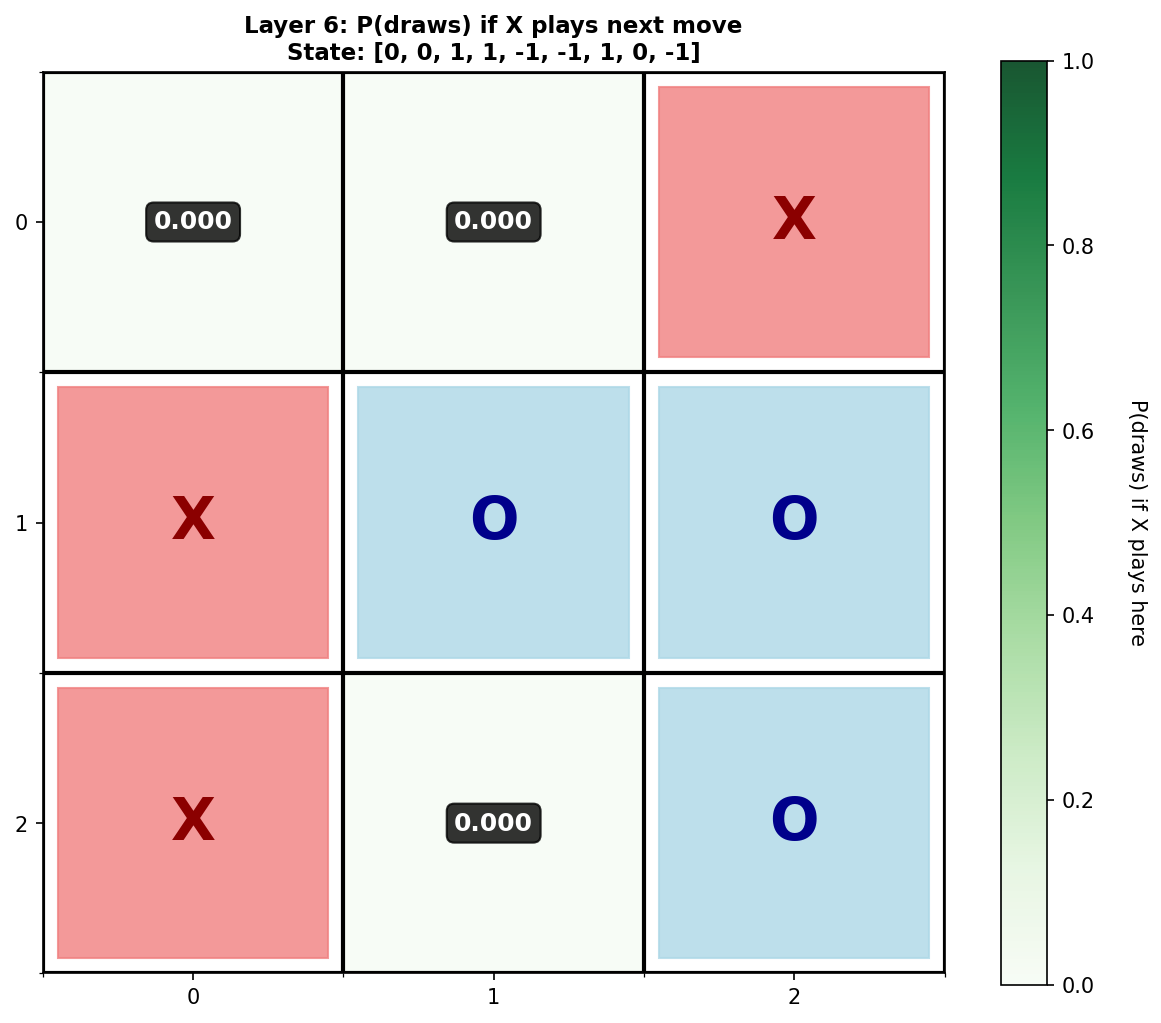 Layer 6: P(draws) if X plays next move
State: [0, 0, 1, 1, -1, -1, 1, 0, -1]
0
0.000
0.000
X
1
X
O
O
2
X
0.000
O
0
1
2
1.0
0.8
0.6
0.4
0.2
0.0
P(draws) if X plays here